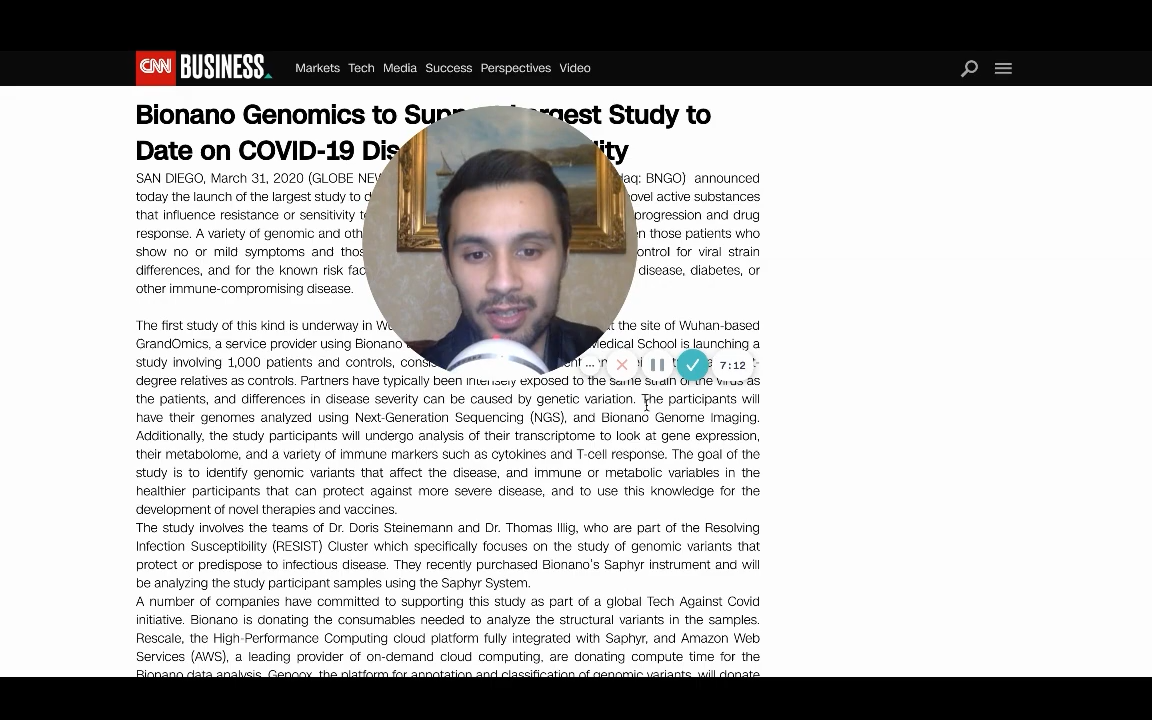 CNN BUSINESS Markets Tech Media Success Perspectives Video
Bionano Genomics to Study to
Date on COVID-19
SAN DIEGO, March 31, 2020 (GLOBE BNGO) announced
today the launch of the largest study to novel active substances
that influence resistance or sensitivity progression and drug
response. A variety of genomic and those patients who
show no or mild symptoms and control for viral strain
differences, and for the known risk disease, diabetes, or
other immune-compromising disease.
The first study of this kind is underway in the site of Wuhan-based
GrandOmics, a service provider using Bionano Medical School is launching a
study involving 1,000 patients and controls,
... 7:12
degree relatives as controls. Partners have typically been intensely exposed to the same strain of the virus as
the patients, and differences in disease severity can be caused by genetic variation. The participants will
have their genomes analyzed using Next-Generation Sequencing (NGS), and Bionano Genome Imaging.
Additionally, the study participants will undergo analysis of their transcriptome to look at gene expression,
their metabolome, and a variety of immune markers such as cytokines and T-cell response. The goal of the
study is to identify genomic variants that affect the disease, and immune or metabolic variables in the
healthier participants that can protect against more severe disease, and to use this knowledge for the
development of novel therapies and vaccines.
The study involves the teams of Dr. Doris Steinemann and Dr. Thomas Illig, who are part of the Resolving
Infection Susceptibility (RESIST) Cluster which specifically focuses on the study of genomic variants that
protect or predispose to infectious disease. They recently purchased Bionano's Saphyr instrument and will
be analyzing the study participant samples using the Saphyr System.
A number of companies have committed to supporting this study as part of a global Tech Against Covid
initiative. Bionano is donating the consumables needed to analyze the structural variants in the samples.
Rescale, the High-Performance Computing cloud platform fully integrated with Saphyr, and Amazon Web
Services (AWS), a leading provider of on-demand cloud computing, are donating compute time for the
Bionano data analysis. Genoox, the platform for annotation and classification of genomic variants, will donate